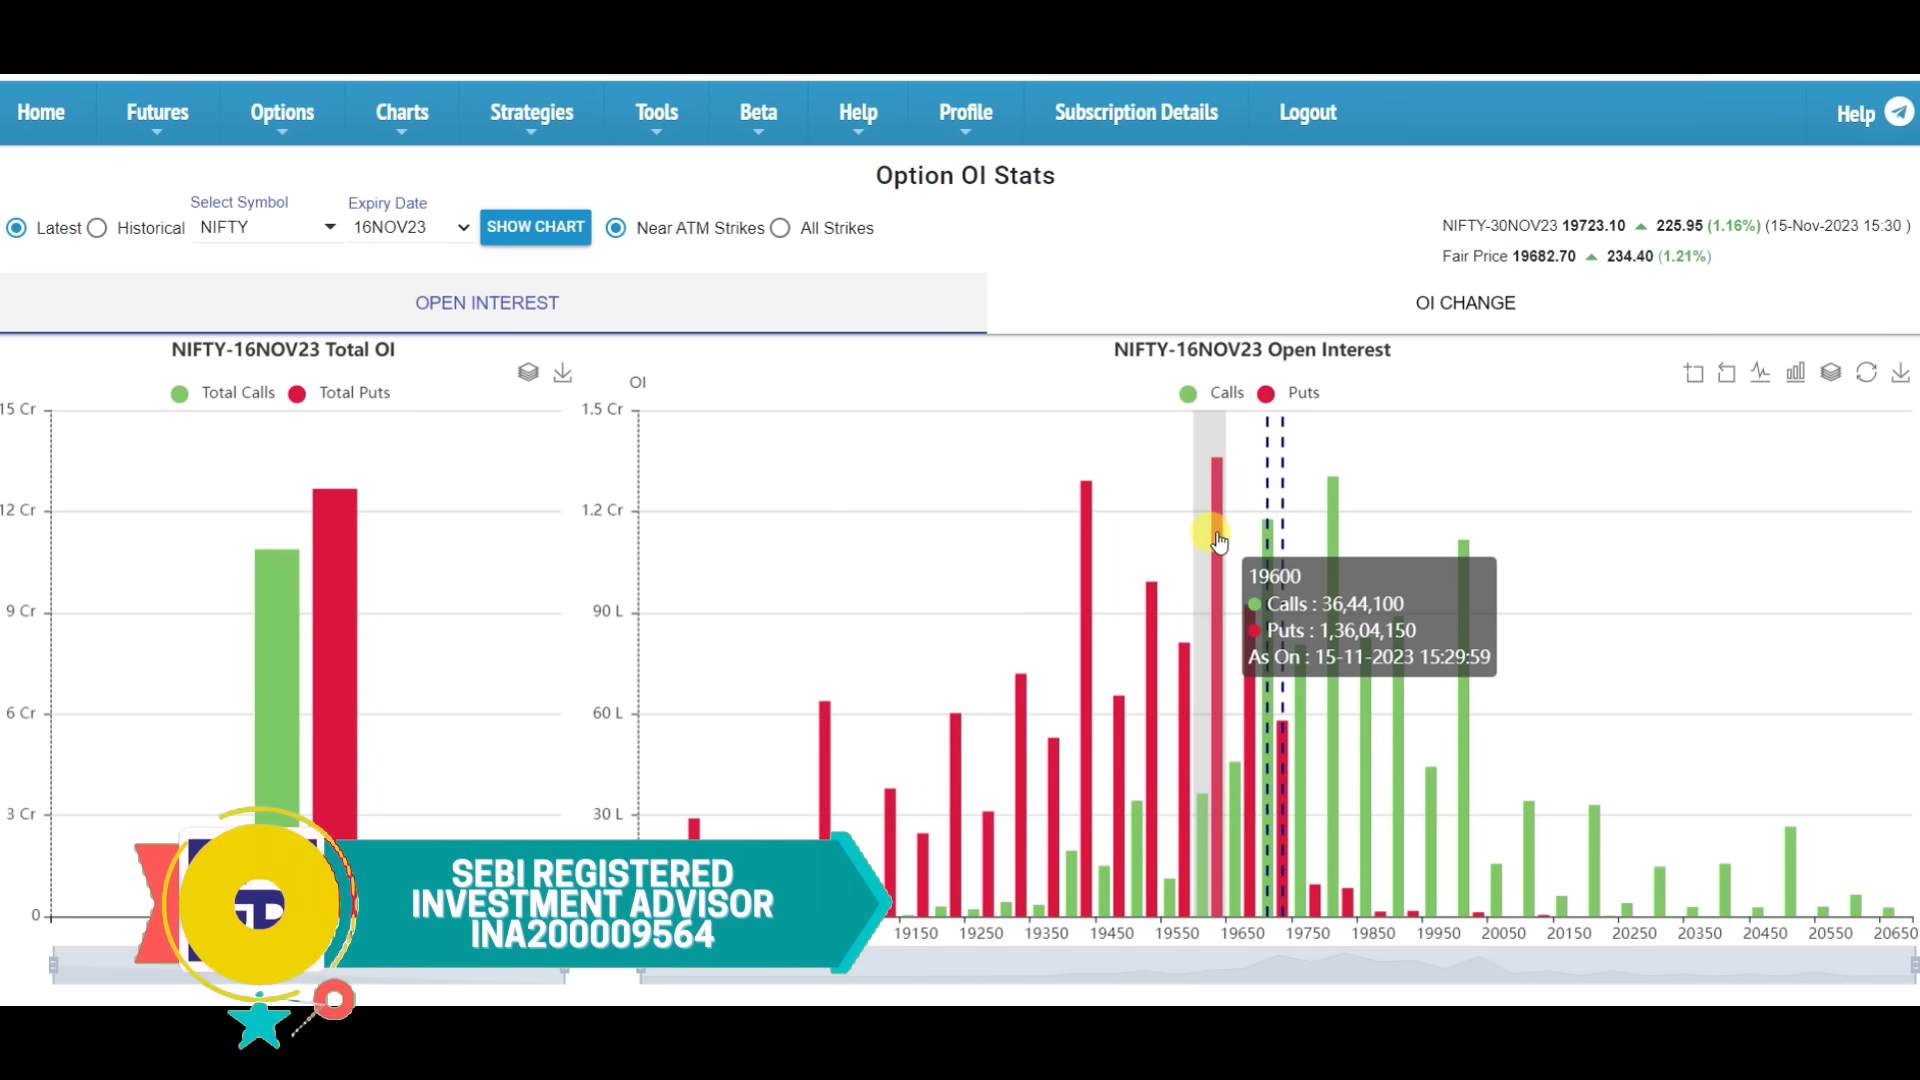 Home Futures Options Charts Strategies Tools Beta Help Profile Subscription Details Logout Help
Option OI Stats
Select Symbol Expiry Date
Latest Historical NIFTY 16NOV23 SHOW CHART Near ATM Strikes All Strikes
NIFTY-30NOV23 19723.10 ▲ 225.95 (1.16%) (15-Nov-2023 15:30 )
Fair Price 19682.70 ▲ 234.40 (1.21%)
OPEN INTEREST OI CHANGE
NIFTY-16NOV23 Total OI
Total Calls Total Puts
15 Cr
12 Cr
9 Cr
6 Cr
3 Cr
0
NIFTY-16NOV23 Open Interest
OI
Calls Puts
1.5 Cr
1.2 Cr
90 L
60 L
30 L
19600
Calls : 36,44,100
Puts : 1,36,04,150
As On : 15-11-2023 15:29:59
19150 19250 19350 19450 19550 19650 19750 19850 19950 20050 20150 20250 20350 20450 20550 20650
SEBI REGISTERED
INVESTMENT ADVISOR
INA200009564